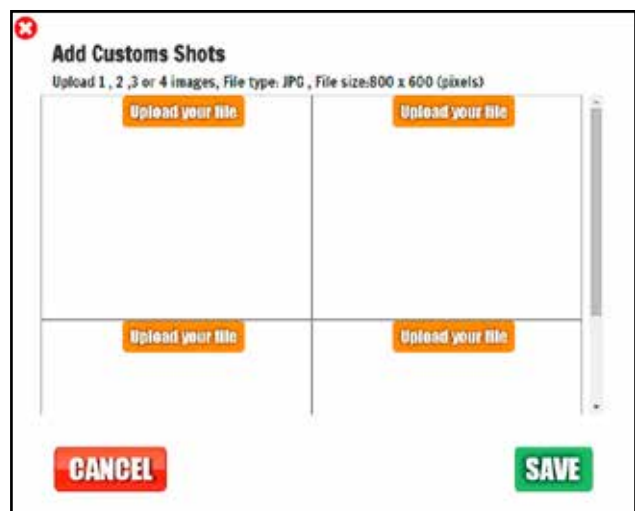 Add Customs Shots
Upload 1 , 2 ,3 or 4 images, File type: JPG , File size:800 x 600 (pixels)
Upload your file Upload your file
Upload your file Upload your file
CANCEL SAVE